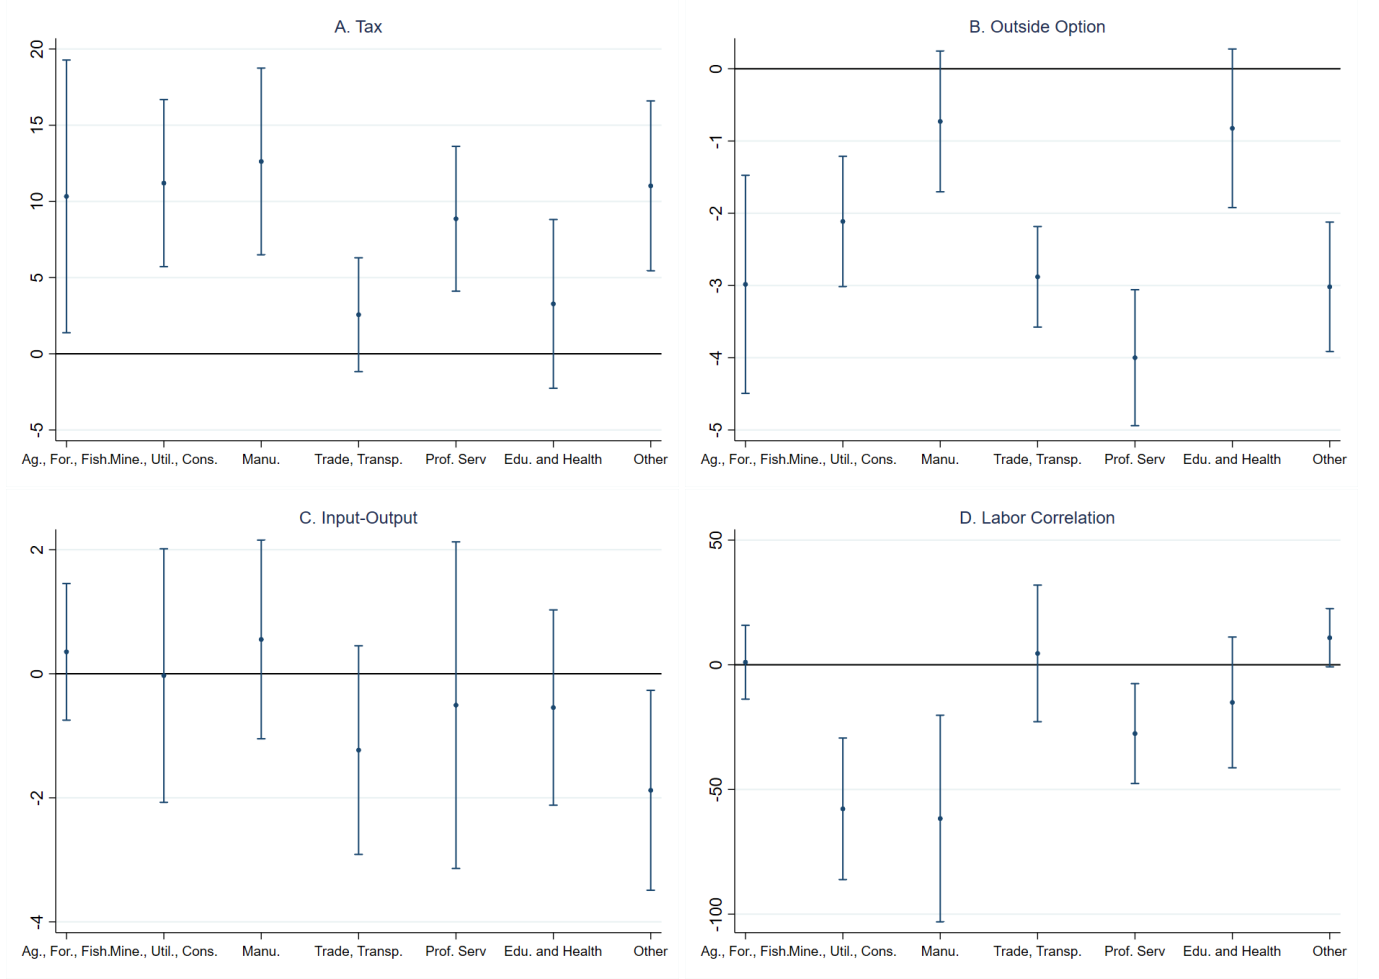 A. Tax
20
15
10
5
0
-5
Ag., For., Fish. Mine., Util., Cons. Manu. Trade, Transp. Prof. Serv Edu. and Health Other
B. Outside Option
0
-1
-2
-3
-4
-5
Ag., For., Fish. Mine., Util., Cons. Manu. Trade, Transp. Prof. Serv Edu. and Health Other
C. Input-Output
2
0
-2
-4
Ag., For., Fish. Mine., Util., Cons. Manu. Trade, Transp. Prof. Serv Edu. and Health Other
D. Labor Correlation
50
0
-50
-100
Ag., For., Fish. Mine., Util., Cons. Manu. Trade, Transp. Prof. Serv Edu. and Health Other